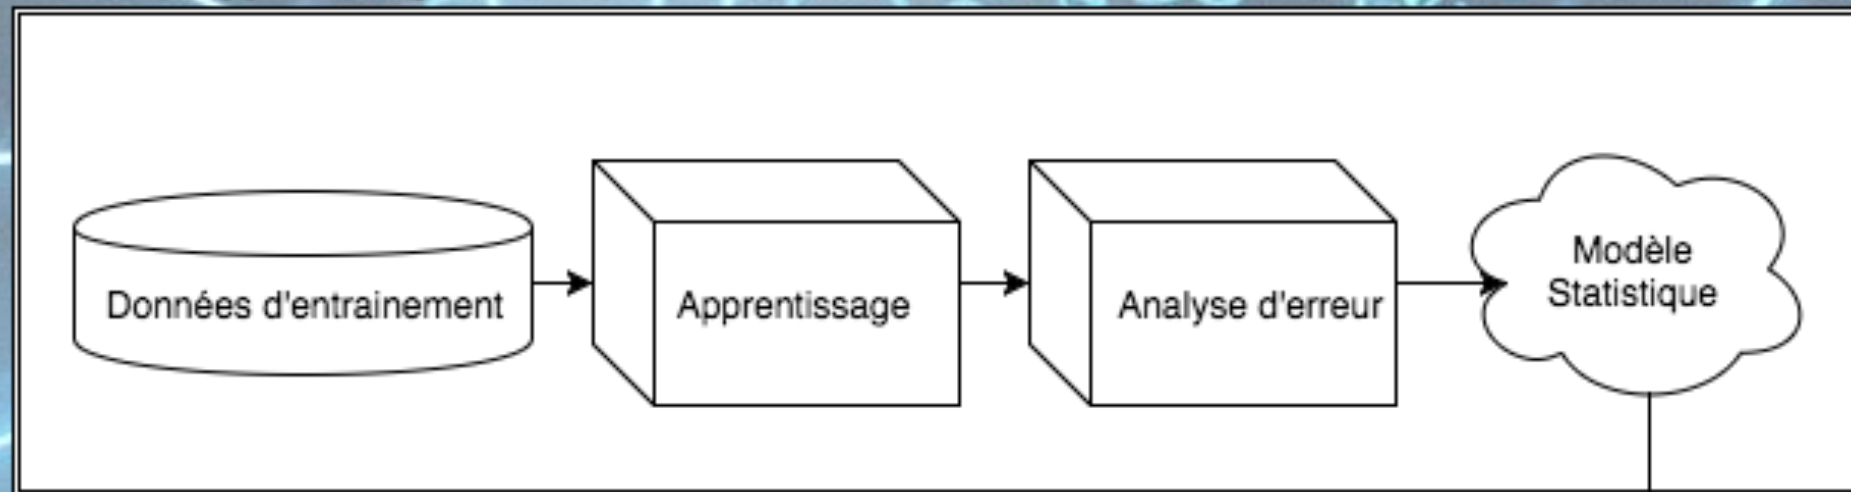 Données d'entrainement
Apprentissage
Analyse d'erreur
Modèle
Statistique